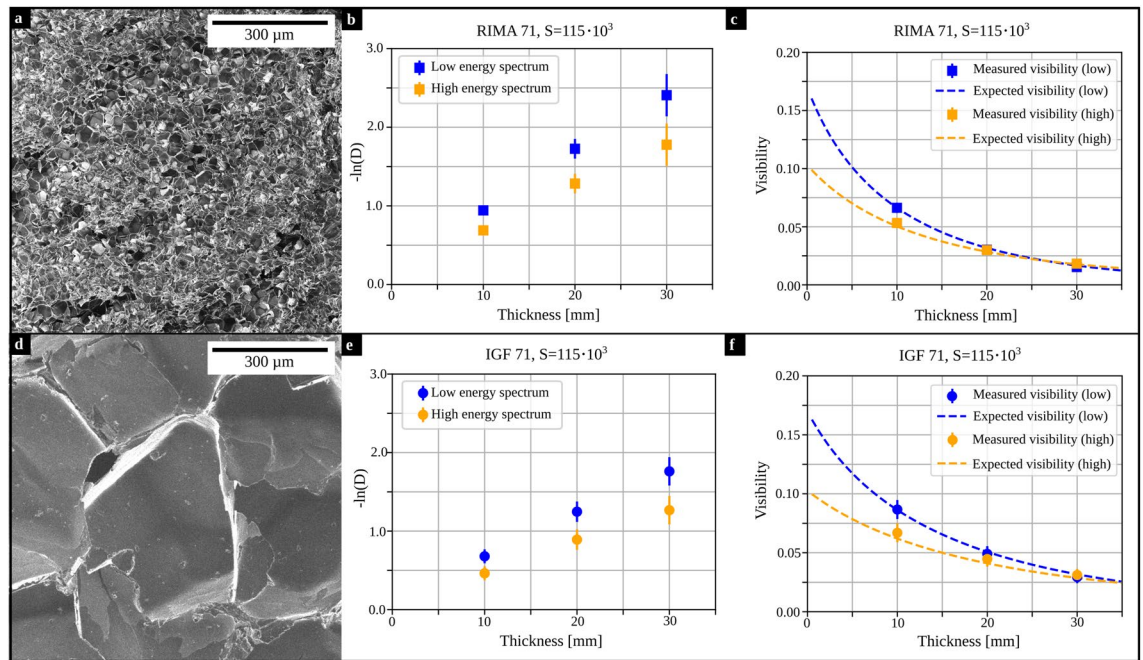 a
300 µm
b
RIMA 71, S=115·10³
3.0
2.0
1.0
0.0
-ln(D)
Low energy spectrum
High energy spectrum
0
10
20
30
Thickness [mm]
c
RIMA 71, S=115·10³
0.20
0.15
0.10
0.05
0.00
Visibility
Measured visibility (low)
Expected visibility (low)
Measured visibility (high)
Expected visibility (high)
0
10
20
30
Thickness [mm]
d
300 µm
e
IGF 71, S=115·10³
3.0
2.0
1.0
0.0
-ln(D)
Low energy spectrum
High energy spectrum
0
10
20
30
Thickness [mm]
f
IGF 71, S=115·10³
0.20
0.15
0.10
0.05
0.00
Visibility
Measured visibility (low)
Expected visibility (low)
Measured visibility (high)
Expected visibility (high)
0
10
20
30
Thickness [mm]